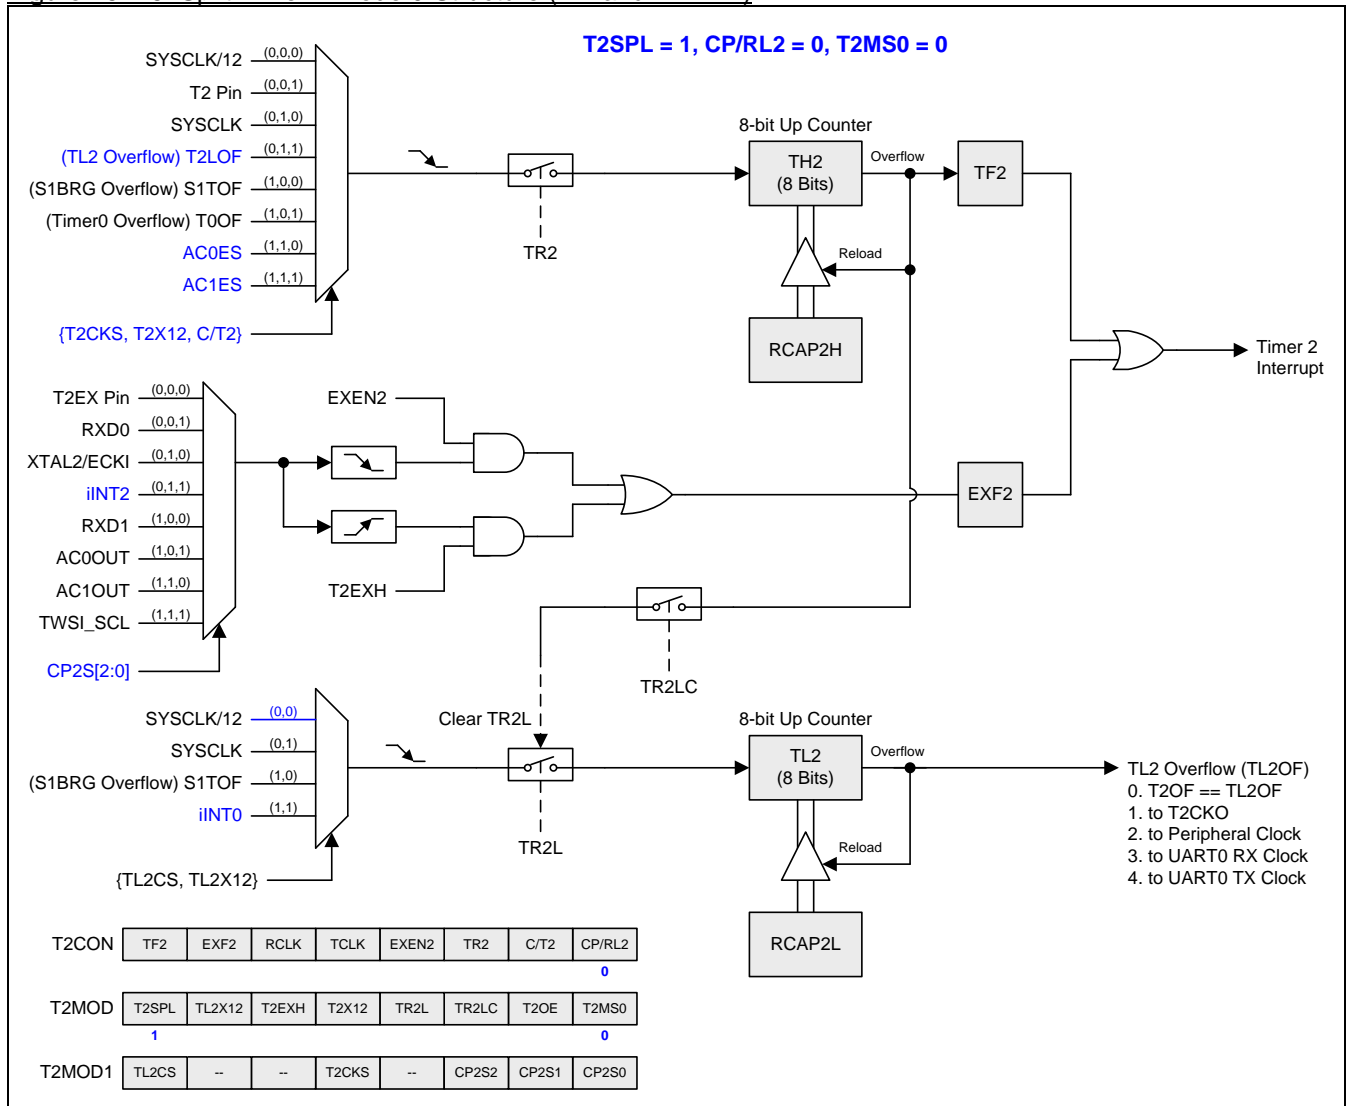 T2SPL = 1, CP/RL2 = 0, T2MS0 = 0
SYSCLK/12 (0,0,0)
T2 Pin (0,0,1)
SYSCLK (0,1,0)
(TL2 Overflow) T2LOF (0,1,1)
(S1BRG Overflow) S1TOF (1,0,0)
(Timer0 Overflow) T0OF (1,0,1)
AC0ES (1,1,0)
AC1ES (1,1,1)
{T2CKS, T2X12, C/T2}
TR2
8-bit Up Counter
TH2
(8 Bits)
Overflow
TF2
Reload
RCAP2H
Timer 2
Interrupt
T2EX Pin (0,0,0)
RXD0 (0,0,1)
XTAL2/ECKI (0,1,0)
iINT2 (0,1,1)
RXD1 (1,0,0)
AC0OUT (1,0,1)
AC1OUT (1,1,0)
TWSI_SCL (1,1,1)
CP2S[2:0]
EXEN2
T2EXH
EXF2
TR2LC
SYSCLK/12 (0,0)
SYSCLK (0,1)
(S1BRG Overflow) S1TOF (1,0)
iINT0 (1,1)
{TL2CS, TL2X12}
Clear TR2L
TR2L
8-bit Up Counter
TL2
(8 Bits)
Overflow
Reload
RCAP2L
TL2 Overflow (TL2OF)
0. T2OF == TL2OF
1. to T2CKO
2. to Peripheral Clock
3. to UART0 RX Clock
4. to UART0 TX Clock
T2CON TF2 EXF2 RCLK TCLK EXEN2 TR2 C/T2 CP/RL2
0
T2MOD T2SPL TL2X12 T2EXH T2X12 TR2L TR2LC T2OE T2MS0
1 0
T2MOD1 TL2CS -- -- T2CKS -- CP2S2 CP2S1 CP2S0